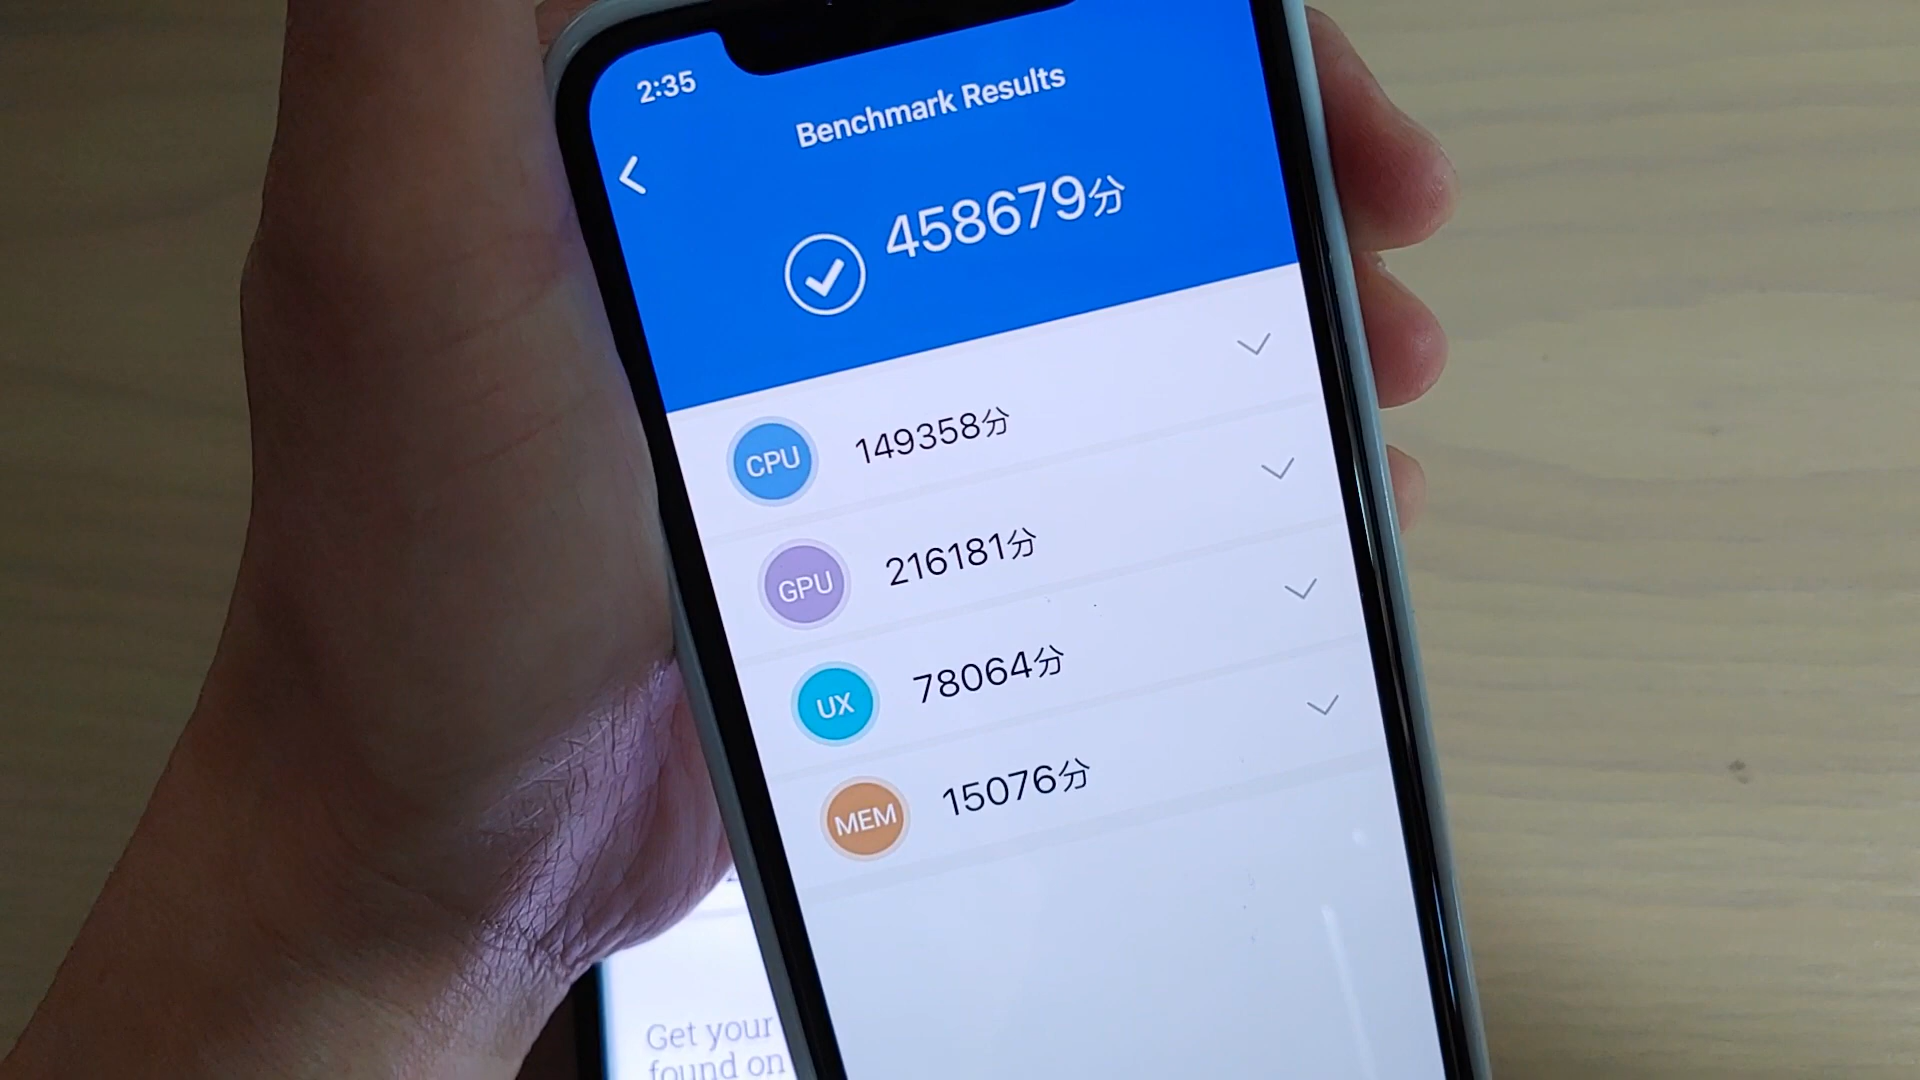 2:35
Benchmark Results
458679分
CPU 149358分
GPU 216181分
UX 78064分
MEM 15076分
Get your
found on